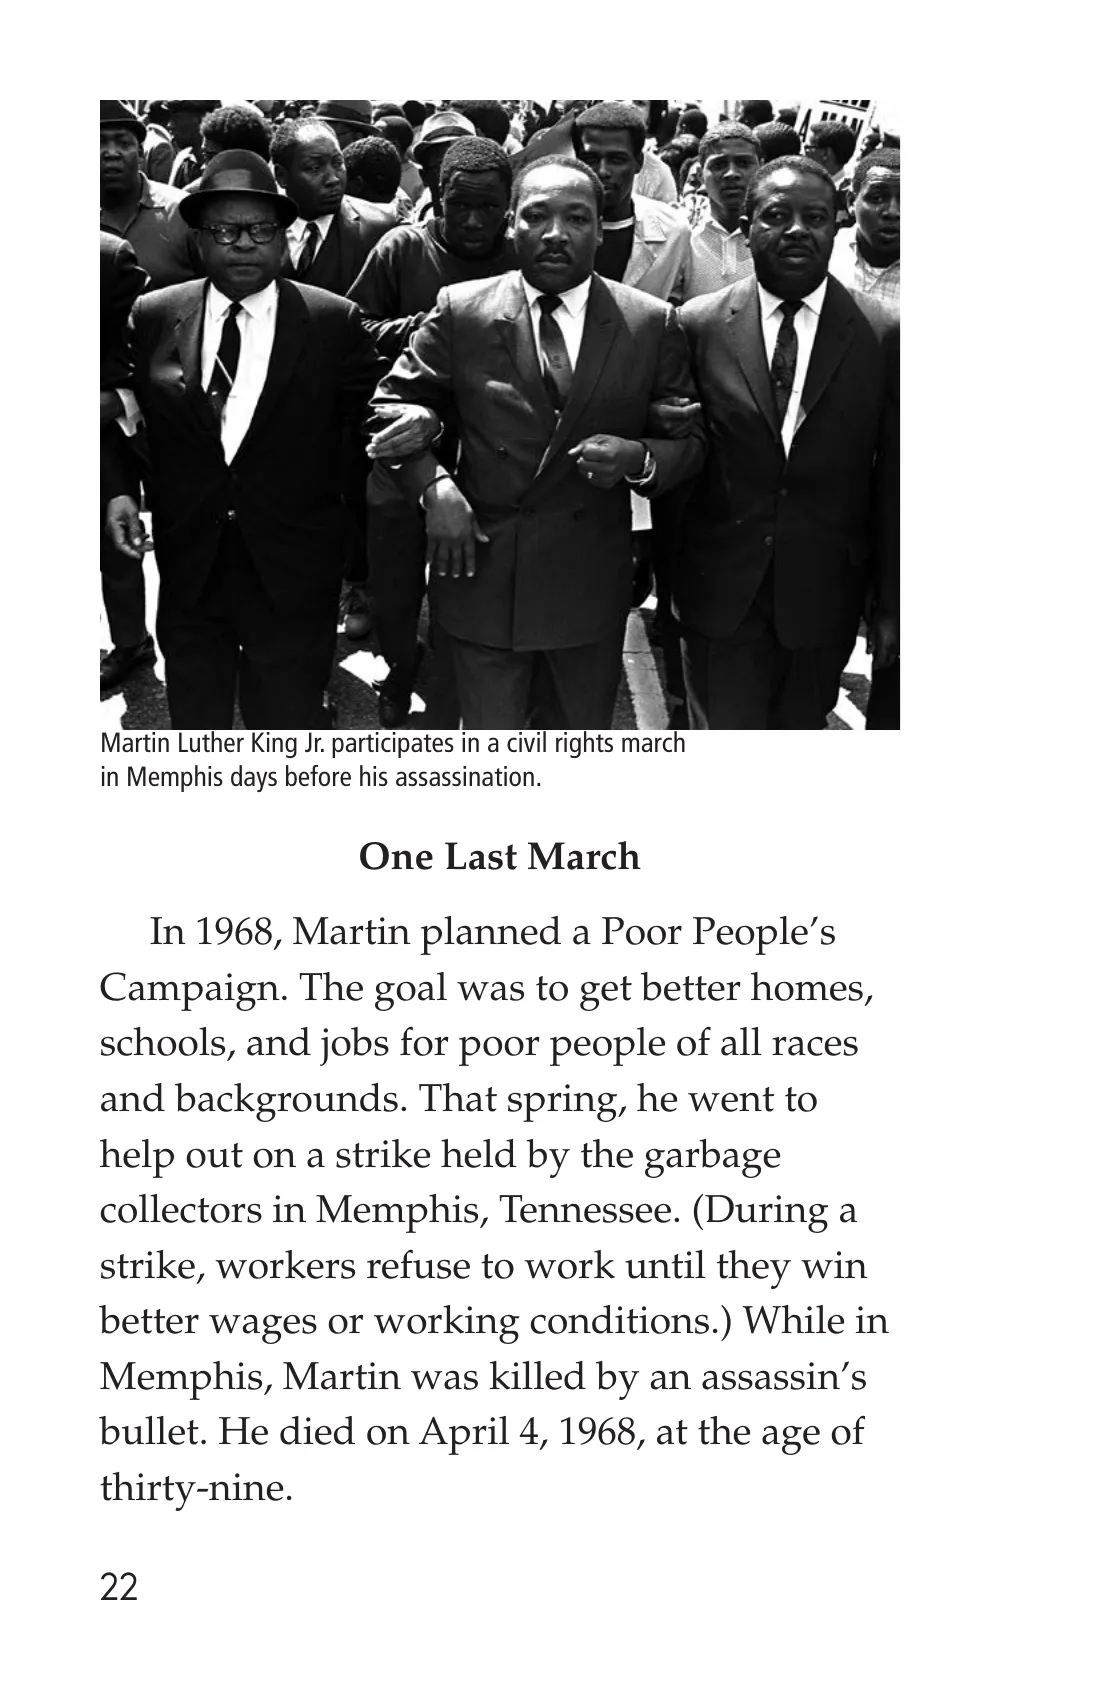 Martin Luther King Jr. participates in a civil rights march
in Memphis days before his assassination.
One Last March
In 1968, Martin planned a Poor People’s
Campaign. The goal was to get better homes,
schools, and jobs for poor people of all races
and backgrounds. That spring, he went to
help out on a strike held by the garbage
collectors in Memphis, Tennessee. (During a
strike, workers refuse to work until they win
better wages or working conditions.) While in
Memphis, Martin was killed by an assassin’s
bullet. He died on April 4, 1968, at the age of
thirty-nine.
22